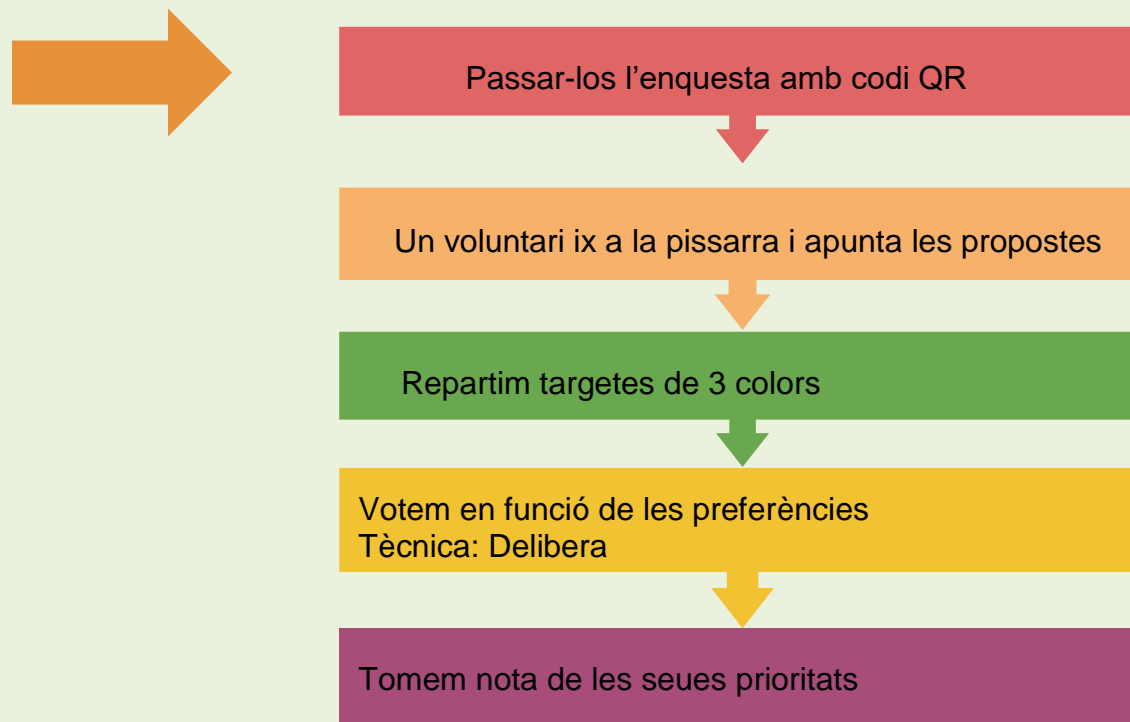 Passar-los l’enquesta amb codi QR
Un voluntari ix a la pissarra i apunta les propostes
Repartim targetes de 3 colors
Votem en funció de les preferències
Tècnica: Delibera
Tomem nota de les seues prioritats